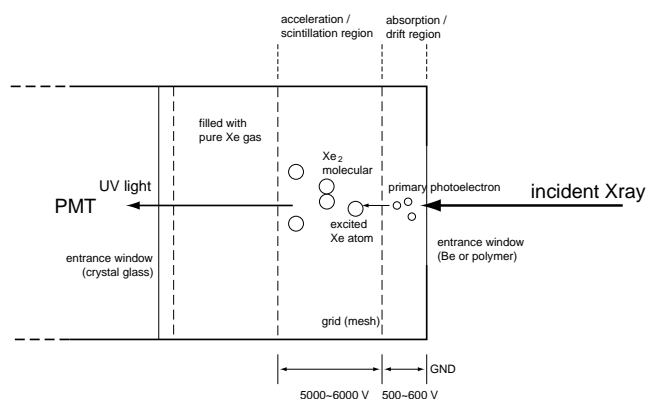 acceleration /
scintillation region
absorption /
drift region
filled with
pure Xe gas
Xe2
molecular
UV light
primary photoelectron
incident Xray
PMT
excited
Xe atom
entrance window
(crystal glass)
entrance window
(Be or polymer)
grid (mesh)
GND
5000~6000 V
500~600 V